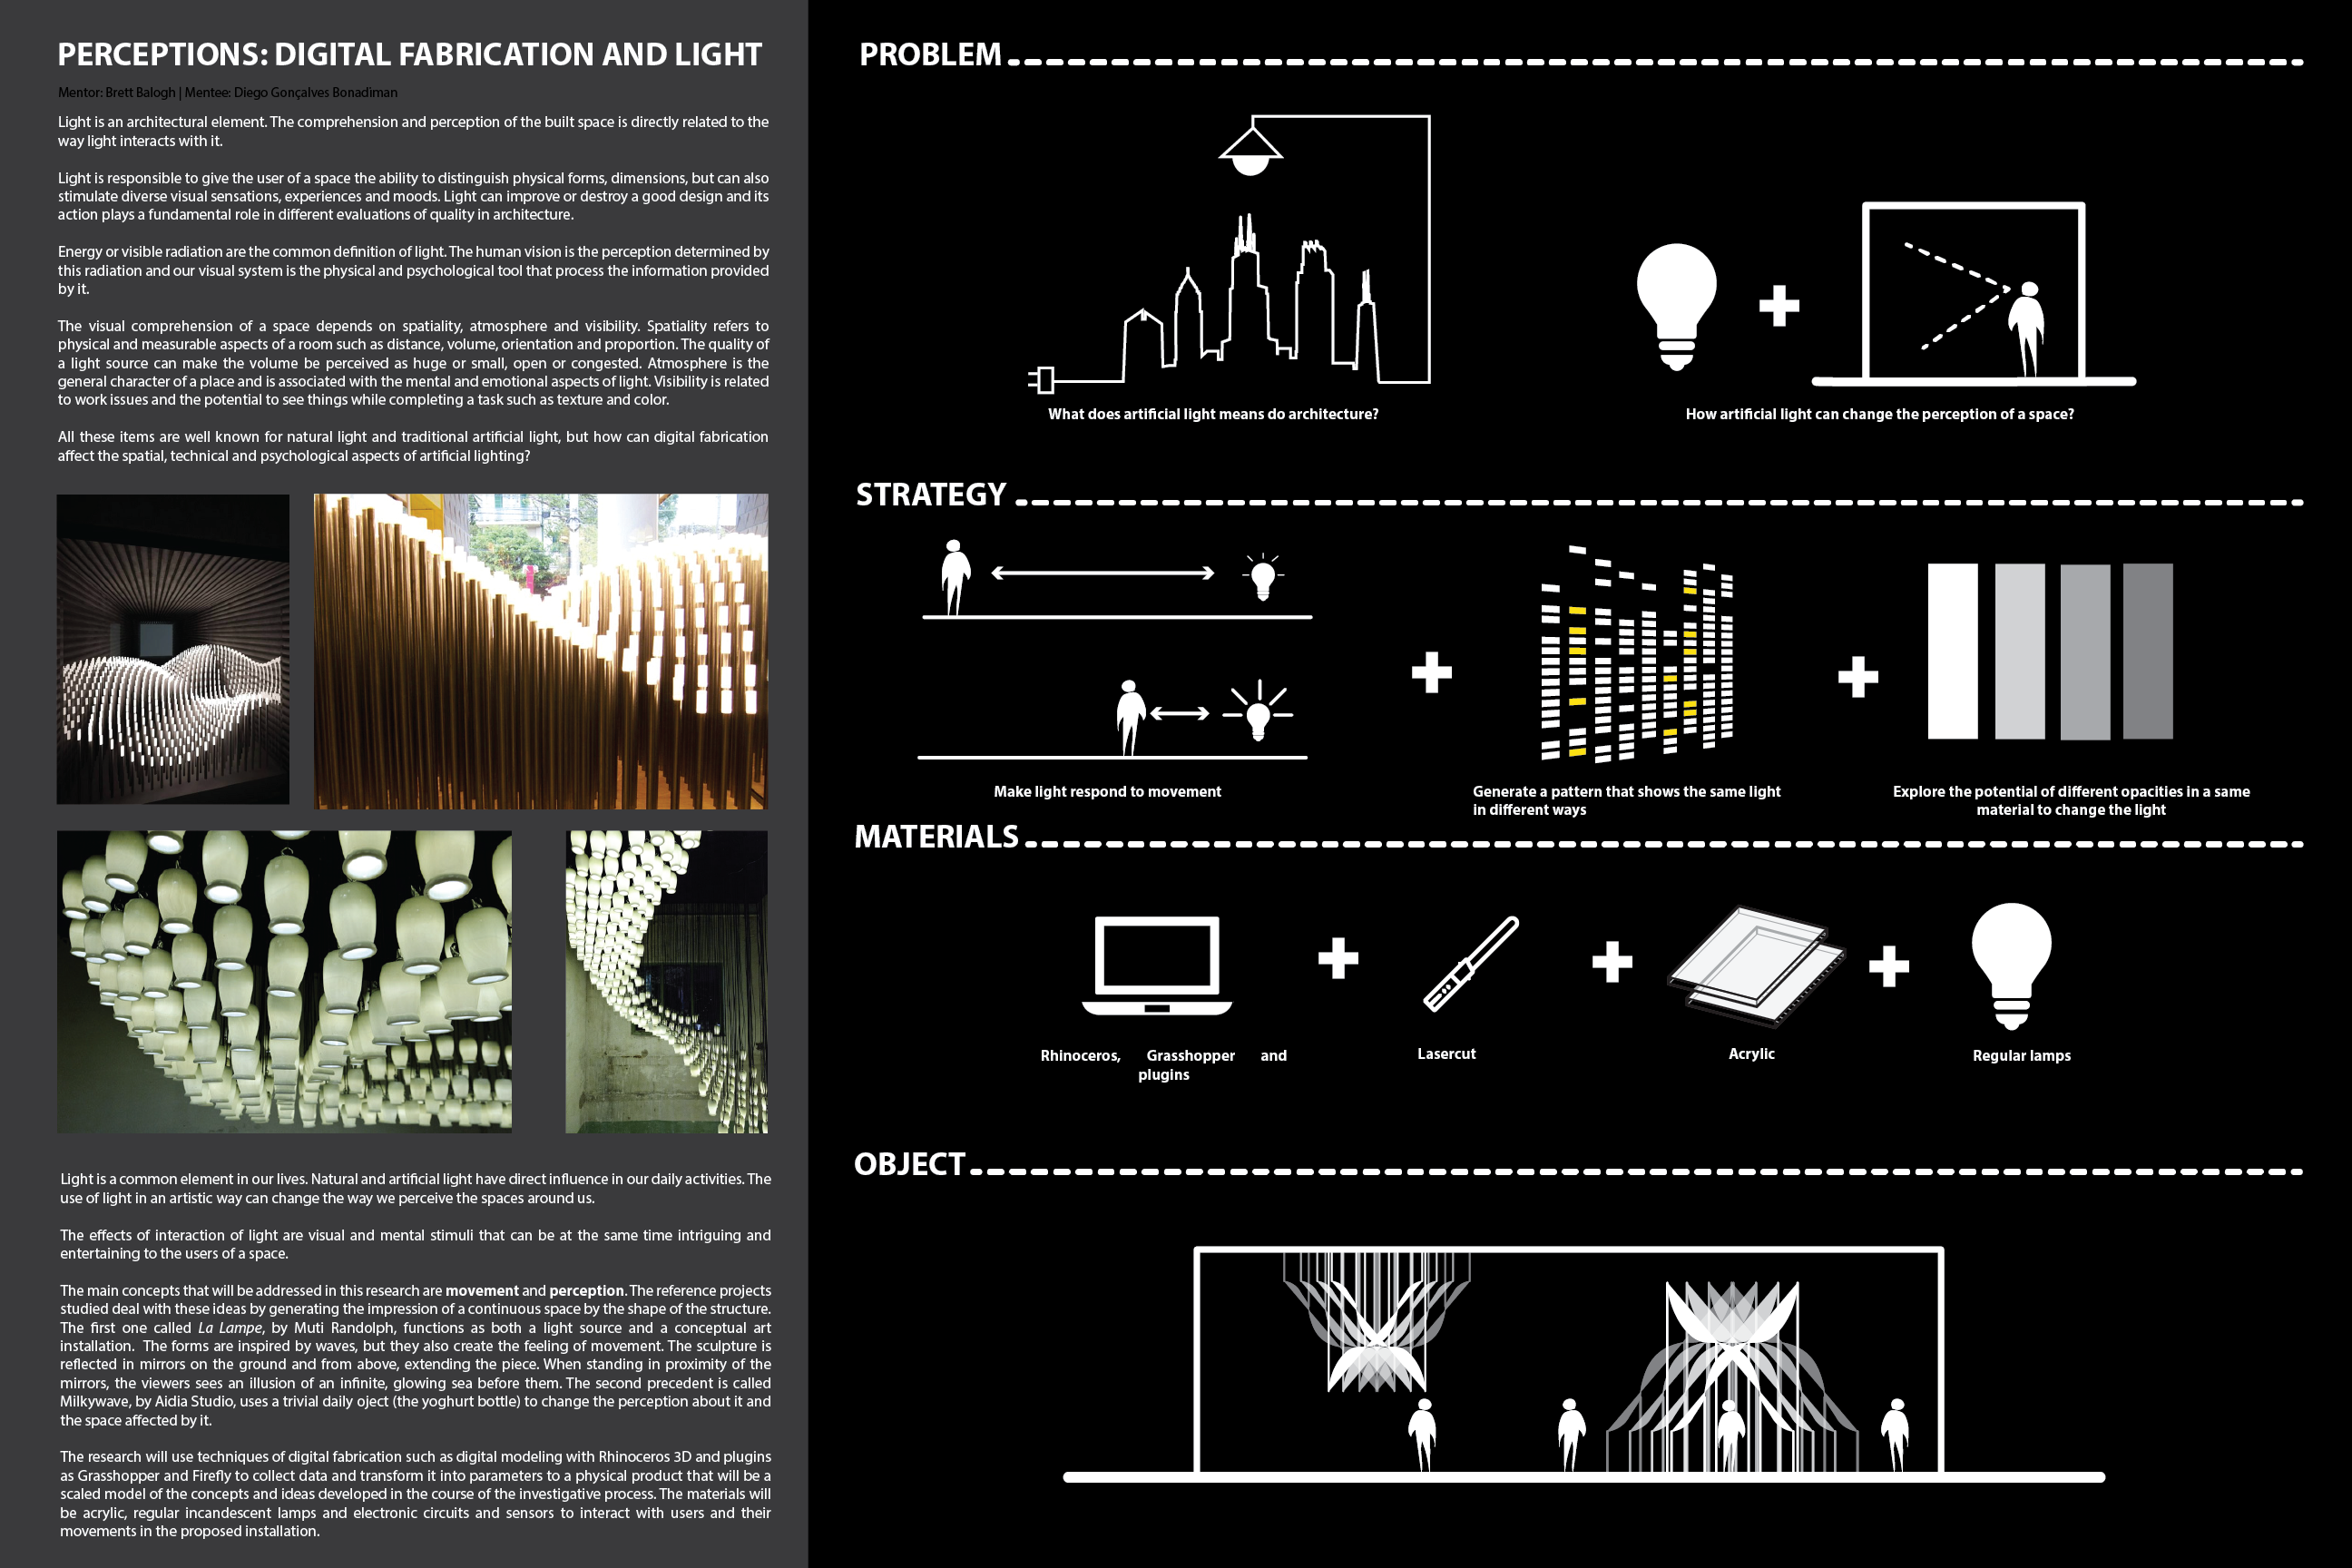 PERCEPTIONS: DIGITAL FABRICATION AND LIGHT
Mentor: Brett Balogh | Mentee: Diego Gonçalves Bonadiman
Light is an architectural element. The comprehension and perception of the built space is directly related to the
way light interacts with it.
Light is responsible to give the user of a space the ability to distinguish physical forms, dimensions, but can also
stimulate diverse visual sensations, experiences and moods. Light can improve or destroy a good design and its
action plays a fundamental role in different evaluations of quality in architecture.
Energy or visible radiation are the common definition of light. The human vision is the perception determined by
this radiation and our visual system is the physical and psychological tool that process the information provided
by it.
The visual comprehension of a space depends on spatiality, atmosphere and visibility. Spatiality refers to
physical and measurable aspects of a room such as distance, volume, orientation and proportion. The quality of
a light source can make the volume be perceived as huge or small, open or congested. Atmosphere is the
general character of a place and is associated with the mental and emotional aspects of light. Visibility is related
to work issues and the potential to see things while completing a task such as texture and color.
All these items are well known for natural light and traditional artificial light, but how can digital fabrication
affect the spatial, technical and psychological aspects of artificial lighting?
Light is a common element in our lives. Natural and artificial light have direct influence in our daily activities. The
use of light in an artistic way can change the way we perceive the spaces around us.
The effects of interaction of light are visual and mental stimuli that can be at the same time intriguing and
entertaining to the users of a space.
The main concepts that will be addressed in this research are movement and perception. The reference projects
studied deal with these ideas by generating the impression of a continuous space by the shape of the structure.
The first one called La Lampe, by Muti Randolph, functions as both a light source and a conceptual art
installation. The forms are inspired by waves, but they also create the feeling of movement. The sculpture is
reflected in mirrors on the ground and from above, extending the piece. When standing in proximity of the
mirrors, the viewers sees an illusion of an infinite, glowing sea before them. The second precedent is called
Milkywave, by Aidia Studio, uses a trivial daily oject (the yoghurt bottle) to change the perception about it and
the space affected by it.
The research will use techniques of digital fabrication such as digital modeling with Rhinoceros 3D and plugins
as Grasshopper and Firefly to collect data and transform it into parameters to a physical product that will be a
scaled model of the concepts and ideas developed in the course of the investigative process. The materials will
be acrylic, regular incandescent lamps and electronic circuits and sensors to interact with users and their
movements in the proposed installation.
PROBLEM
What does artificial light means do architecture?
How artificial light can change the perception of a space?
STRATEGY
Make light respond to movement
Generate a pattern that shows the same light
in different ways
Explore the potential of different opacities in a same
material to change the light
MATERIALS
Rhinoceros, Grasshopper and
plugins
Lasercut
Acrylic
Regular lamps
OBJECT